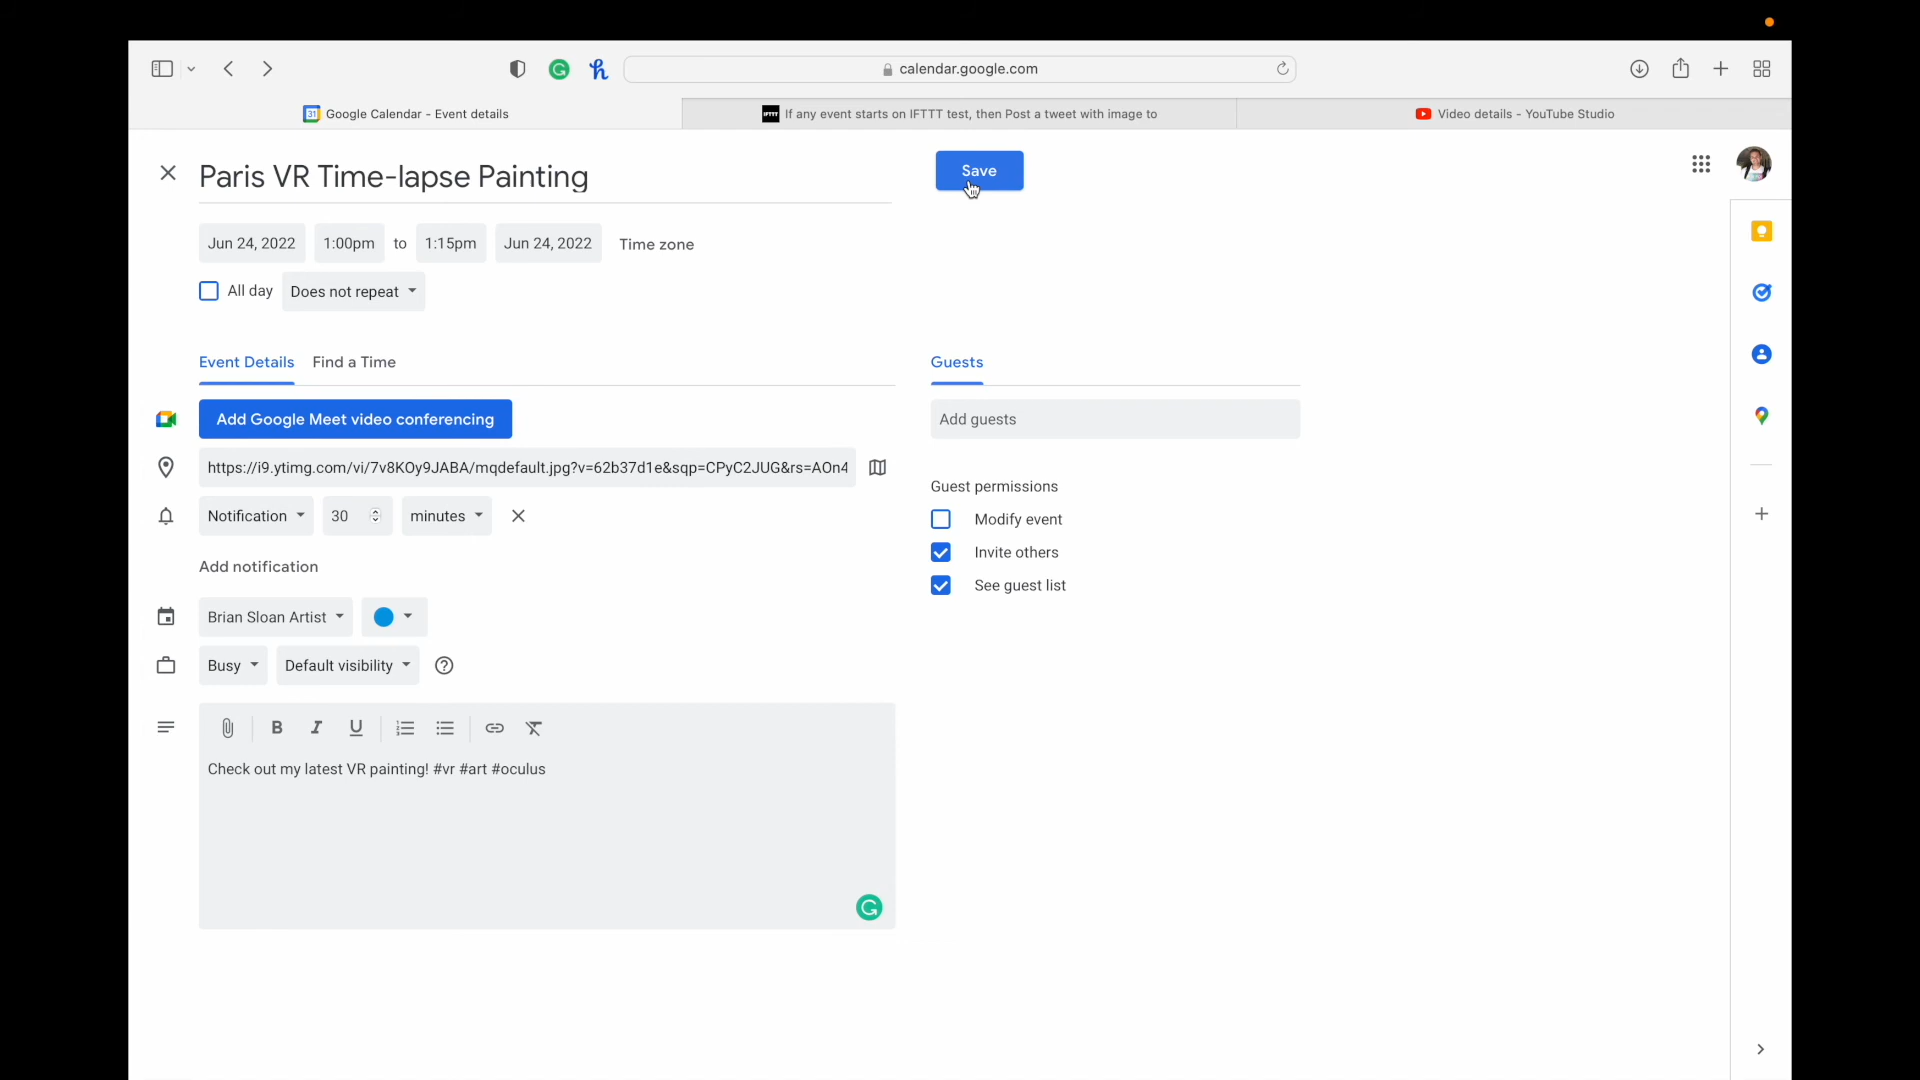 calendar.google.com
31 Google Calendar - Event details
IFTTT If any event starts on IFTTT test, then Post a tweet with image to
Video details - YouTube Studio
Paris VR Time-lapse Painting
Save
Jun 24, 2022 1:00pm to 1:15pm Jun 24, 2022 Time zone
All day Does not repeat
Event Details Find a Time
Guests
Add Google Meet video conferencing
Add guests
https://i9.ytimg.com/vi/7v8KOy9JABA/mqdefault.jpg?v=62b37d1e&sqp=CPyC2JUG&rs=AOn4
Guest permissions
Notification 30 minutes
Modify event
Invite others
Add notification
See guest list
Brian Sloan Artist
Busy Default visibility
B I U
Check out my latest VR painting! #vr #art #oculus